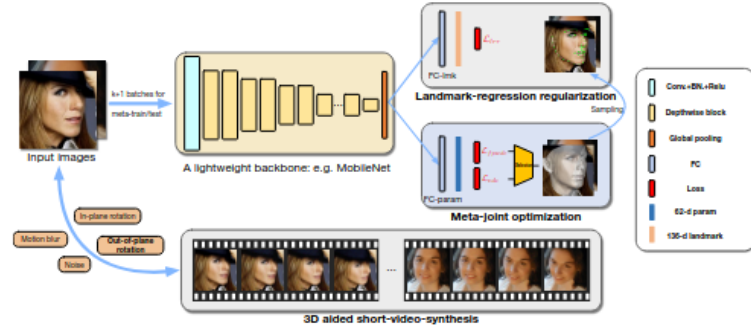 k+1 batches for
meta-train/test
Input images
A lightweight backbone: e.g. MobileNet
FC-lmk
Landmark-regression regularization
Sampling
FC-param
Meta-joint optimization
Conv.+BN.+Relu
Depthwise block
Global pooling
FC
Loss
62-d param
136-d landmark
In-plane rotation
Motion blur
Out-of-plane
rotation
Noise
...
3D aided short-video-synthesis